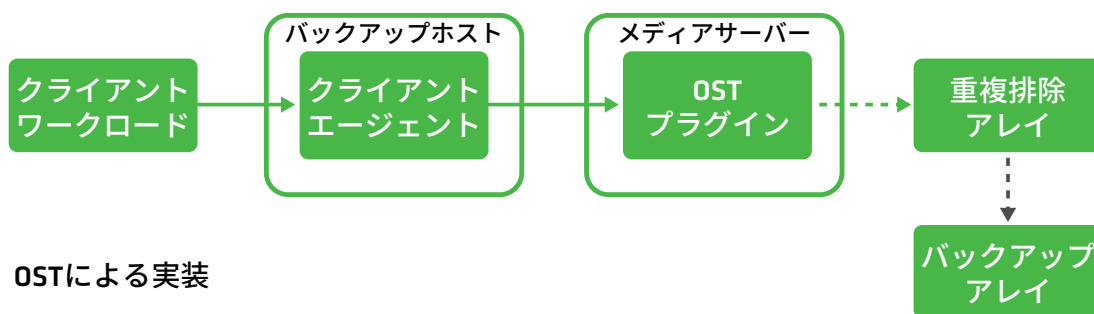 バックアップホスト
メディアサーバー
クライアント
ワークロード
クライアント
エージェント
OST
プラグイン
重複排除
アレイ
バックアップ
アレイ
OSTによる実装